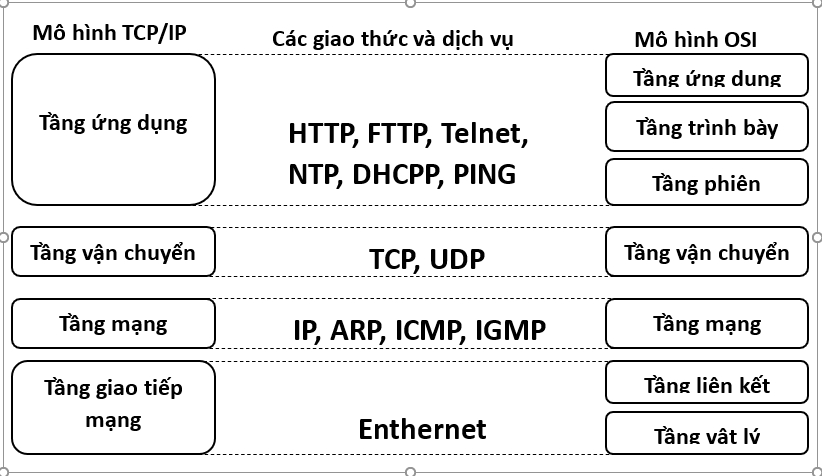 Mô hình TCP/IP
Các giao thức và dịch vụ
Mô hình OSI
Tầng ứng dụng
HTTP, FTTP, Telnet,
NTP, DHCPP, PING
Tầng ứng dụng
Tầng trình bày
Tầng phiên
Tầng vận chuyển
TCP, UDP
Tầng vận chuyển
Tầng mạng
IP, ARP, ICMP, IGMP
Tầng mạng
Tầng giao tiếp
mạng
Enthernet
Tầng liên kết
Tầng vật lý